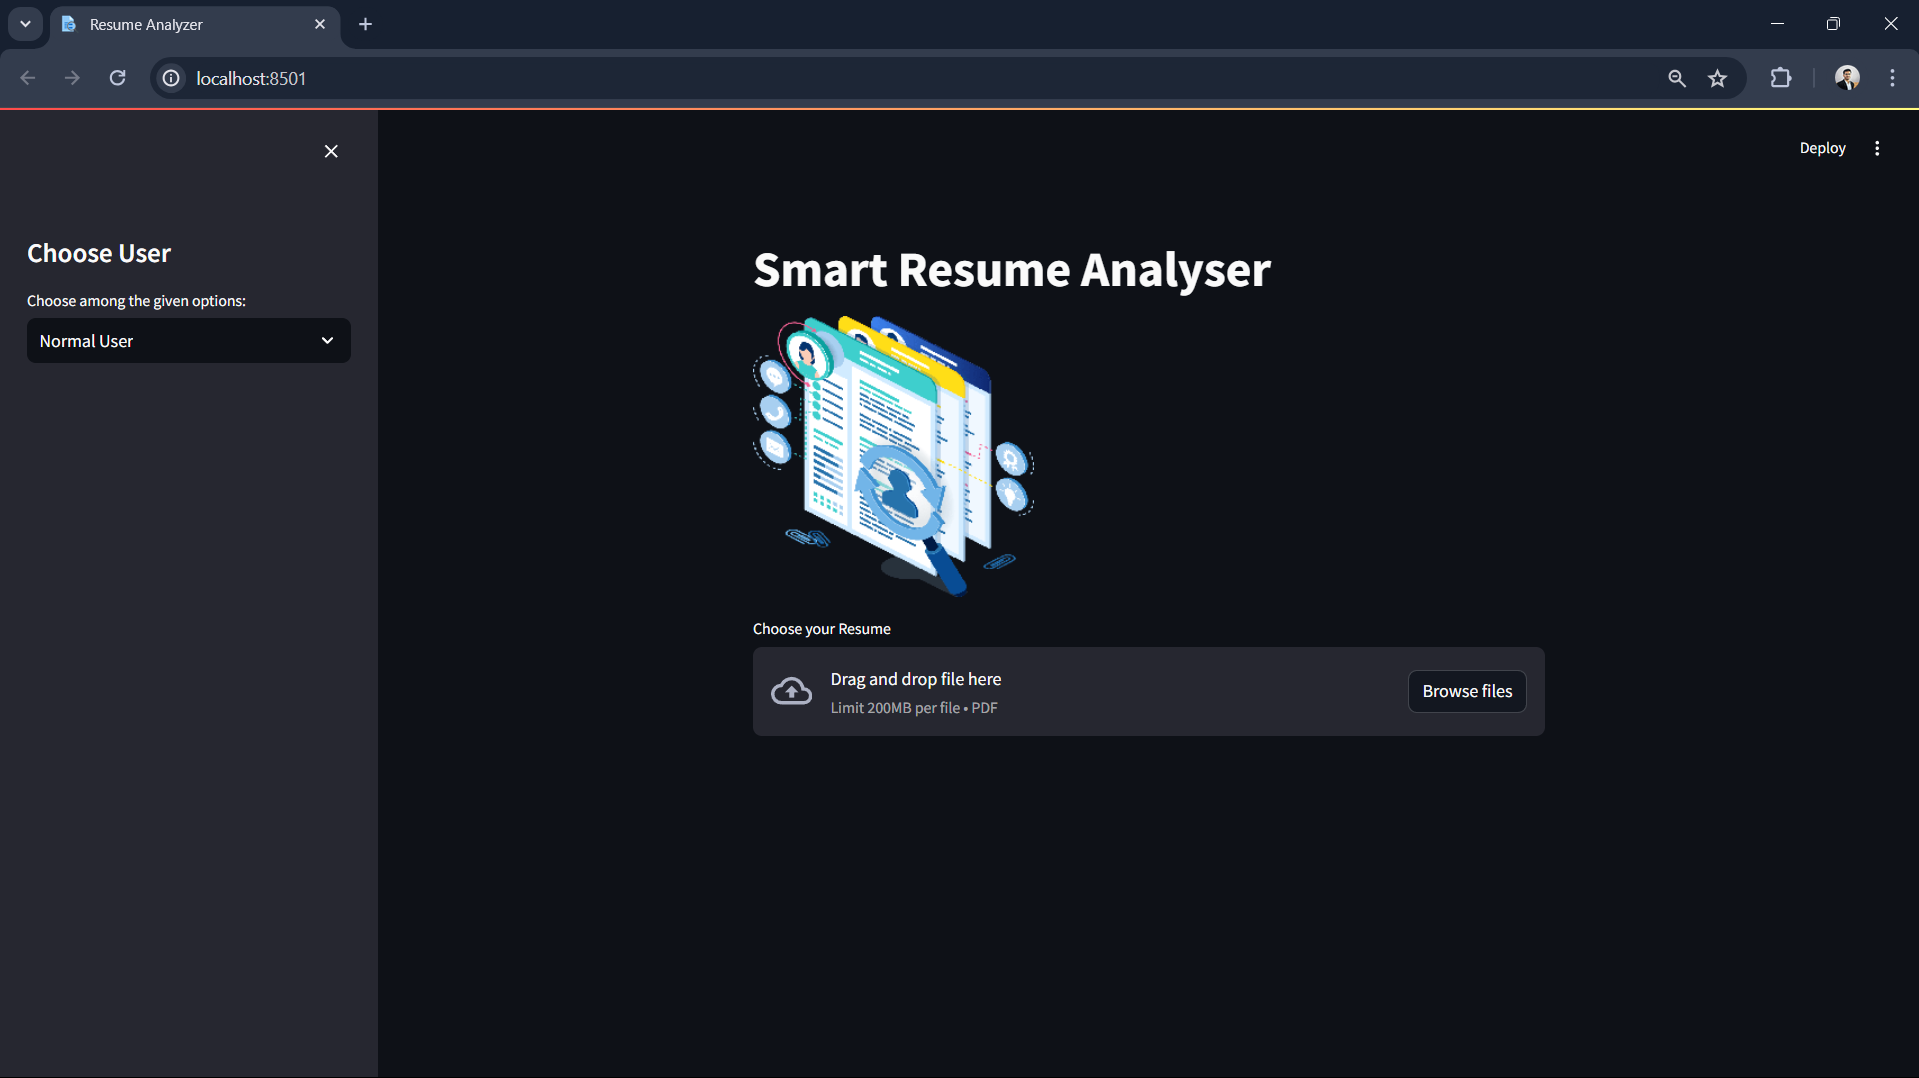 Resume Analyzer
localhost:8501
Deploy
Choose User
Choose among the given options:
Normal User
Smart Resume Analyser
Choose your Resume
Drag and drop file here
Limit 200MB per file • PDF
Browse files